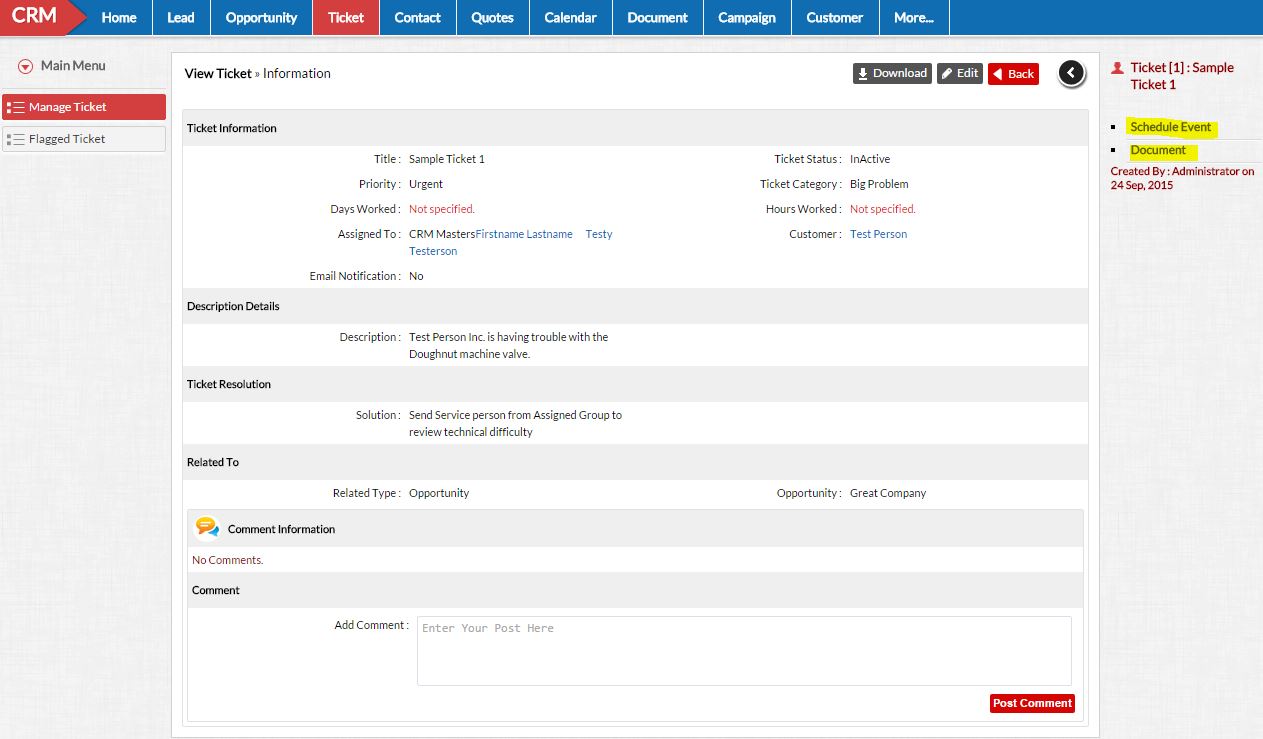 CRM
Home
Lead
Opportunity
Ticket
Contact
Quotes
Calendar
Document
Campaign
Customer
More...
Main Menu
Manage Ticket
Flagged Ticket
View Ticket » Information
Download
Edit
Back
Ticket Information
Title : Sample Ticket 1
Ticket Status : InActive
Priority : Urgent
Ticket Category : Big Problem
Days Worked : Not specified.
Hours Worked : Not specified.
Assigned To : CRM MastersFirstname Lastname Testy
Testerson
Customer : Test Person
Email Notification : No
Description Details
Description : Test Person Inc. is having trouble with the
Doughnut machine valve.
Ticket Resolution
Solution : Send Service person from Assigned Group to
review technical difficulty
Related To
Related Type : Opportunity
Opportunity : Great Company
Comment Information
No Comments.
Comment
Add Comment : Enter Your Post Here
Post Comment
Ticket [1] : Sample
Ticket 1
Schedule Event
Document
Created By : Administrator on
24 Sep, 2015